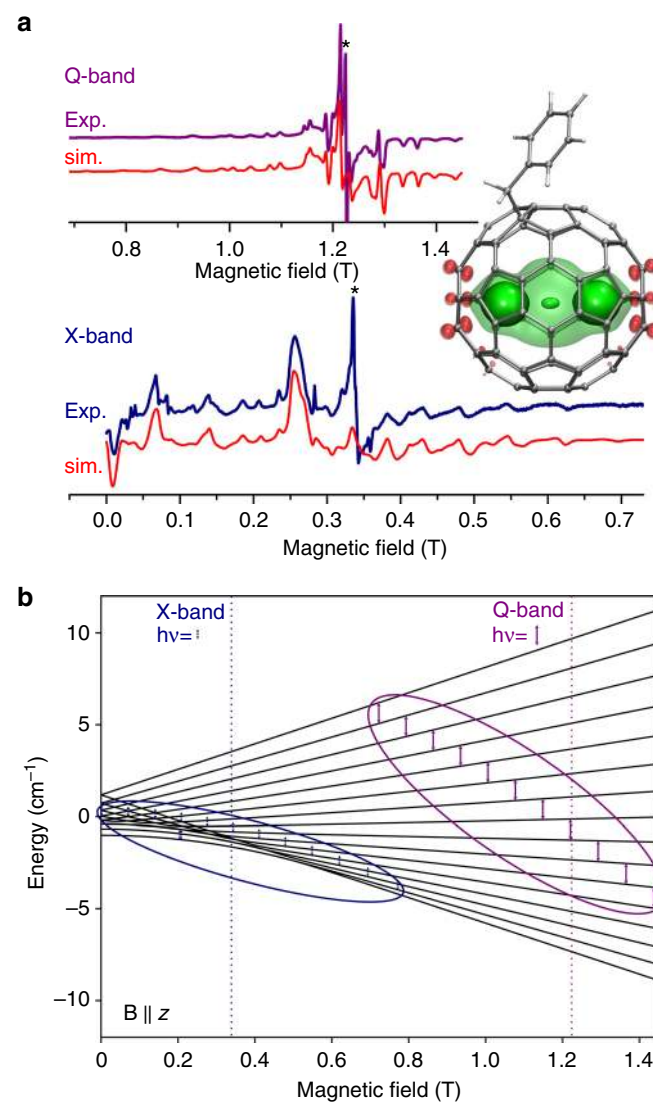 a
Q-band
*
Exp.
sim.
0.8 1.0 1.2 1.4
Magnetic field (T)
X-band
*
Exp.
sim.
0.0 0.1 0.2 0.3 0.4 0.5 0.6 0.7
Magnetic field (T)
b
X-band
hν=
Q-band
hν=
10
5
0
−5
−10
Energy (cm⁻¹)
B || z
0 0.2 0.4 0.6 0.8 1.0 1.2 1.4
Magnetic field (T)